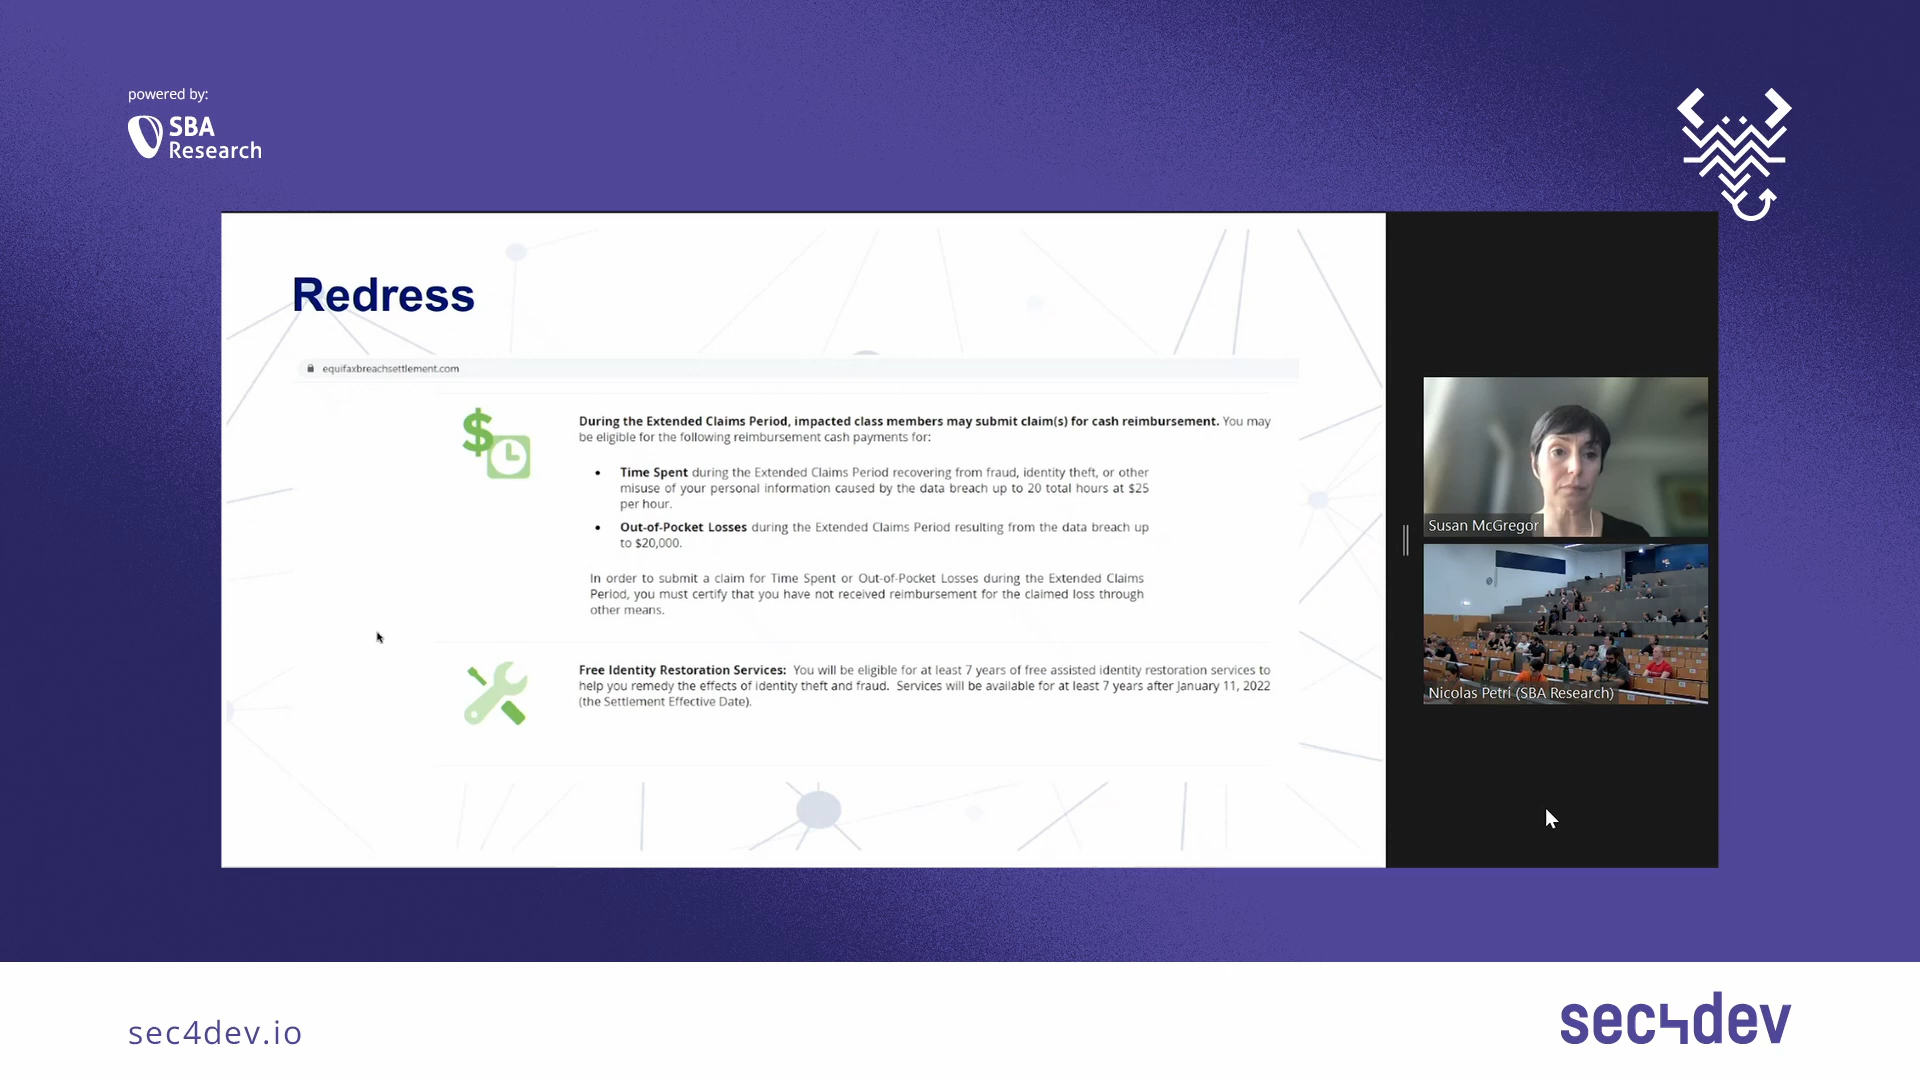 powered by:
SBA
Research
Redress
equifaxbreachsettlement.com
During the Extended Claims Period, impacted class members may submit claim(s) for cash reimbursement. You may
be eligible for the following reimbursement cash payments for:
• Time Spent during the Extended Claims Period recovering from fraud, identity theft, or other
misuse of your personal information caused by the data breach up to 20 total hours at $25
per hour.
• Out-of-Pocket Losses during the Extended Claims Period resulting from the data breach up
to $20,000.
In order to submit a claim for Time Spent or Out-of-Pocket Losses during the Extended Claims
Period, you must certify that you have not received reimbursement for the claimed loss through
other means.
Free Identity Restoration Services: You will be eligible for at least 7 years of free assisted identity restoration services to
help you remedy the effects of identity theft and fraud. Services will be available for at least 7 years after January 11, 2022
(the Settlement Effective Date).
Susan McGregor
Nicolas Petri (SBA Research)
sec4dev.io
sec4dev